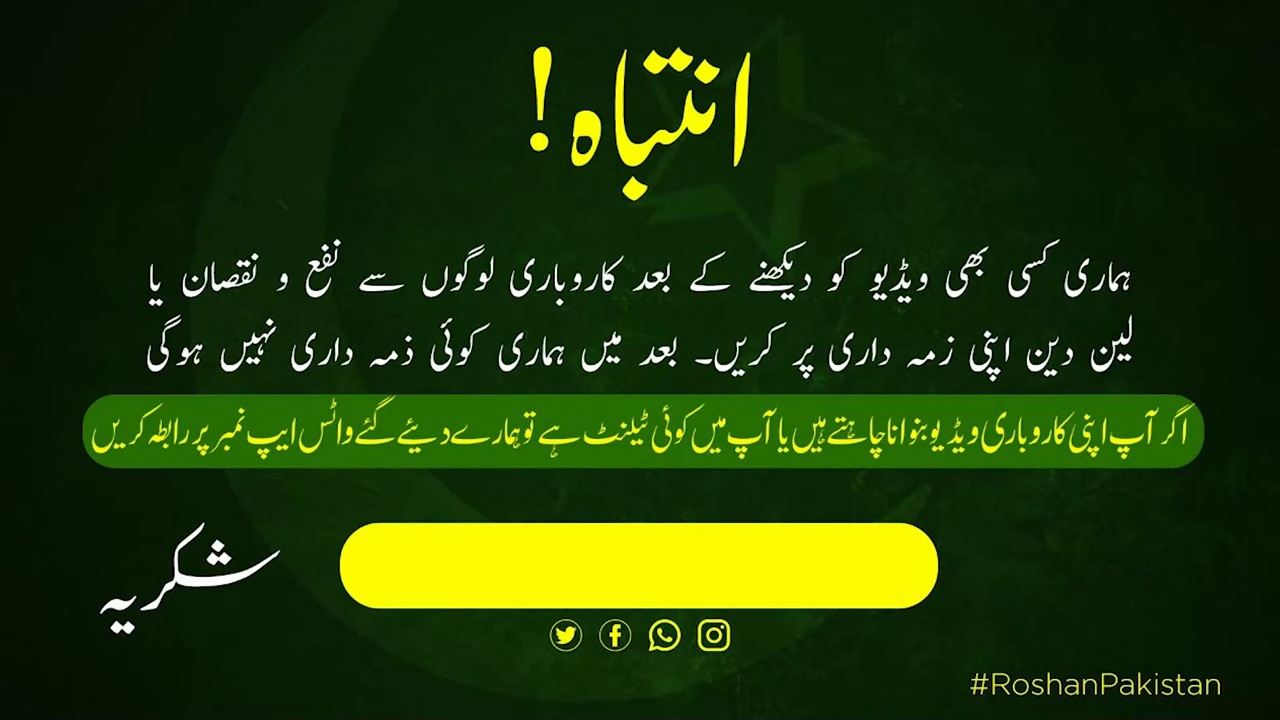 انتباہ!
ہماری کسی بھی ویڈیو کو دیکھنے کے بعد کاروباری لوگوں سے نفع و نقصان یا
لین دین اپنی زمہ داری پر کریں۔ بعد میں ہماری کوئی ذمہ داری نہیں ہوگی
اگر آپ اپنی کاروباری ویڈیو بنوانا چاہتے ہیں یا آپ میں کوئی ٹیلنٹ ہے تو ہمارے دیئے گئے واٹس ایپ نمبر پر رابطہ کریں
شکریہ
#RoshanPakistan